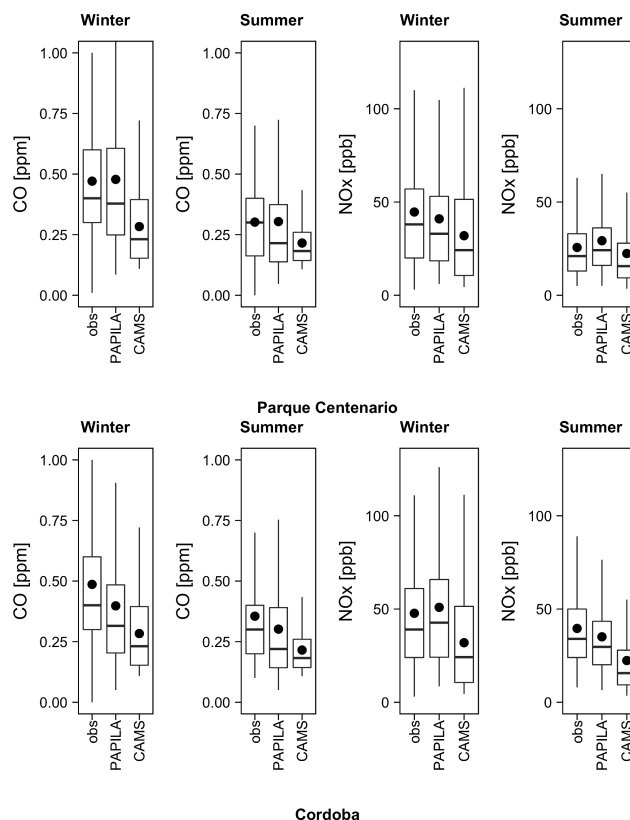 Winter Summer Winter Summer
CO [ppm] 1.00 0.75 0.50 0.25 0.00 obs PAPILA CAMS
CO [ppm] 1.00 0.75 0.50 0.25 0.00 obs PAPILA CAMS
NOx [ppb] 100 50 0 obs PAPILA CAMS
NOx [ppb] 100 50 0 obs PAPILA CAMS
Parque Centenario
Winter Summer Winter Summer
CO [ppm] 1.00 0.75 0.50 0.25 0.00 obs PAPILA CAMS
CO [ppm] 1.00 0.75 0.50 0.25 0.00 obs PAPILA CAMS
NOx [ppb] 100 50 0 obs PAPILA CAMS
NOx [ppb] 100 50 0 obs PAPILA CAMS
Cordoba